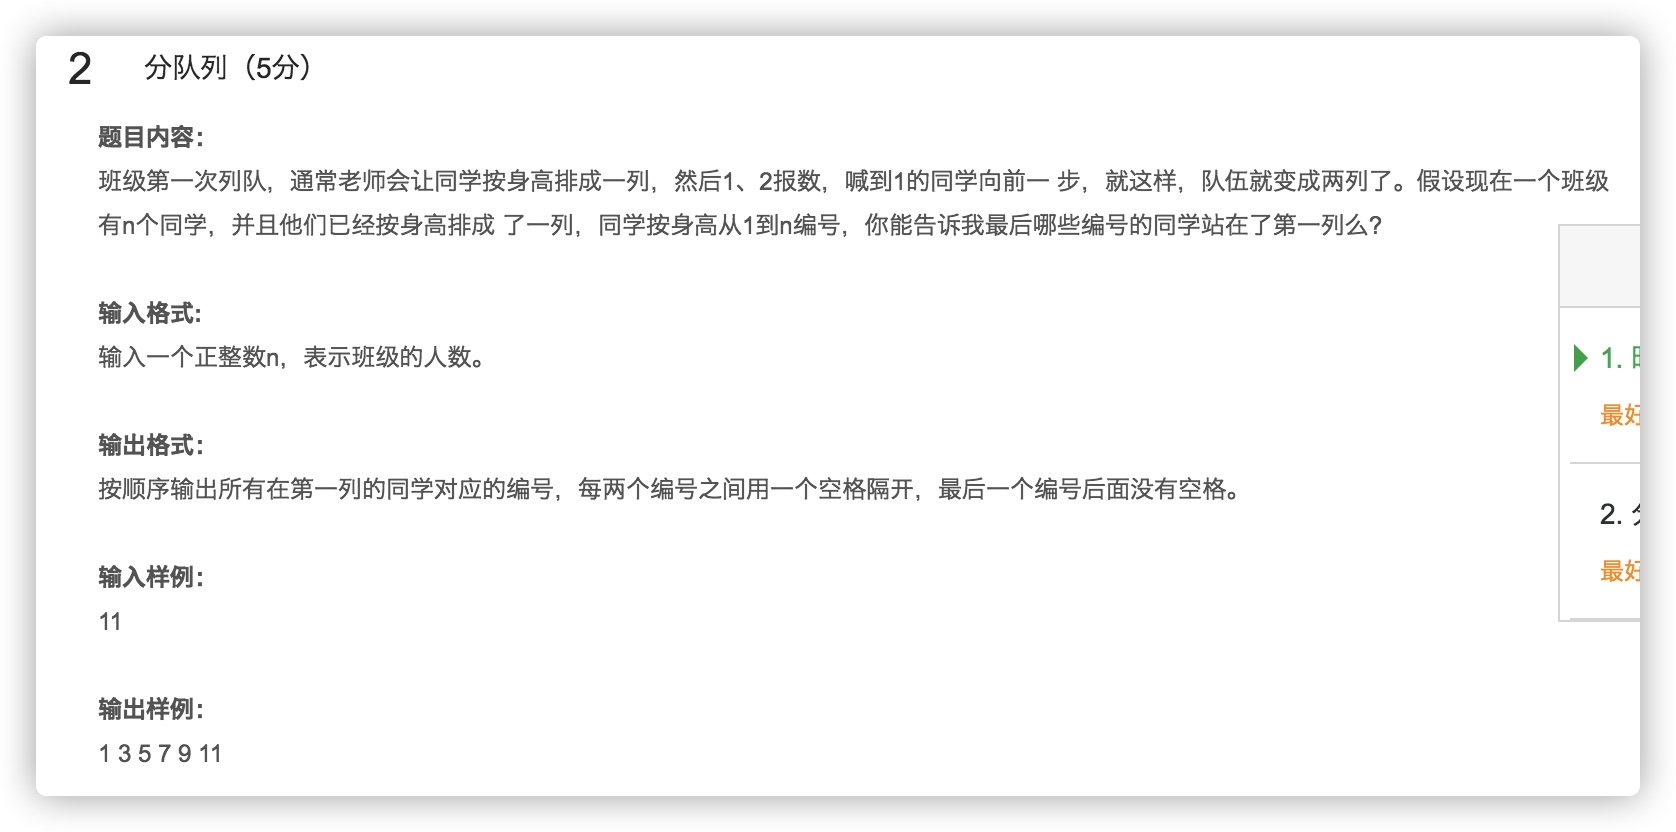 2 分队列（5分）
题目内容：
班级第一次列队，通常老师会让同学按身高排成一列，然后1、2报数，喊到1的同学向前一 步，就这样，队伍就变成两列了。假设现在一个班级
有n个同学，并且他们已经按身高排成 了一列，同学按身高从1到n编号，你能告诉我最后哪些编号的同学站在了第一列么?
输入格式:
输入一个正整数n，表示班级的人数。
1.
输出格式：
最好
按顺序输出所有在第一列的同学对应的编号，每两个编号之间用一个空格隔开，最后一个编号后面没有空格。
2.
输入样例：
最好
11
输出样例：
1 3 5 7 9 11